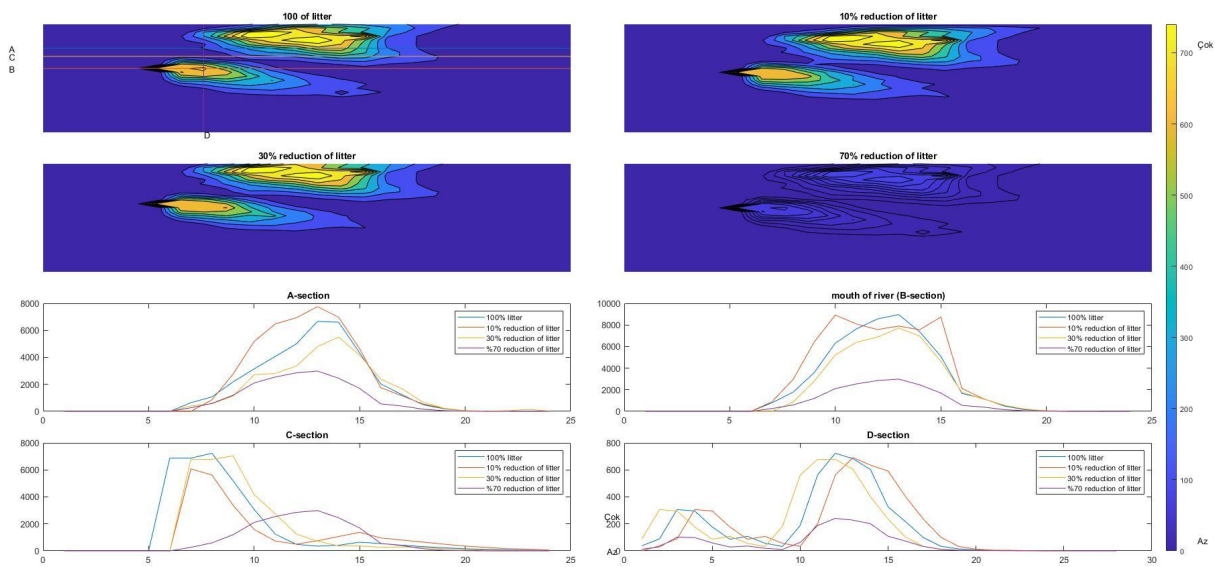 100 of litter
10% reduction of litter
A
C
B
D
30% reduction of litter
70% reduction of litter
Çok
700
600
500
400
300
200
100
0
Az
A-section
8000
6000
4000
2000
0
0 5 10 15 20 25
100% litter
10% reduction of litter
30% reduction of litter
%70 reduction of litter
mouth of river (B-section)
10000
8000
6000
4000
2000
0
0 5 10 15 20 25
100% litter
10% reduction of litter
30% reduction of litter
%70 reduction of litter
C-section
8000
6000
4000
2000
0
0 5 10 15 20 25
100% litter
10% reduction of litter
30% reduction of litter
%70 reduction of litter
D-section
800
600
400
Çok
200
Az0
0 5 10 15 20 25 30
100% litter
10% reduction of litter
30% reduction of litter
%70 reduction of litter